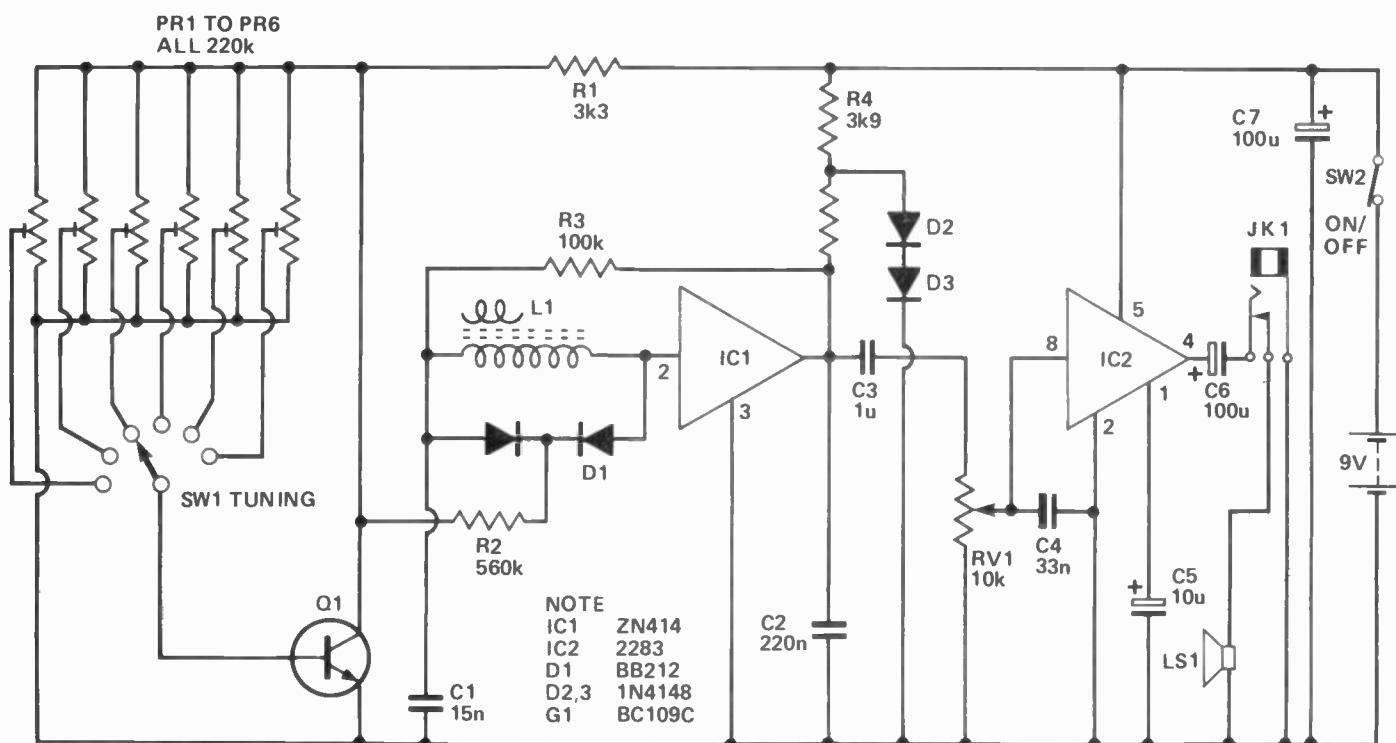 PR1 TO PR6
ALL 220k
R1
3k3
R4
3k9
C7
100u
+
SW2
ON/
OFF
JK1
R3
100k
D2
D3
L1
IC1
2
3
C3
1u
8
IC2
5
4
1
2
+
C6
100u
9V
D1
SW1 TUNING
R2
560k
RV1
10k
C4
33n
+
C5
10u
LS1
Q1
C1
15n
C2
220n
NOTE
IC1 ZN414
IC2 2283
D1 BB212
D2,3 1N4148
G1 BC109C